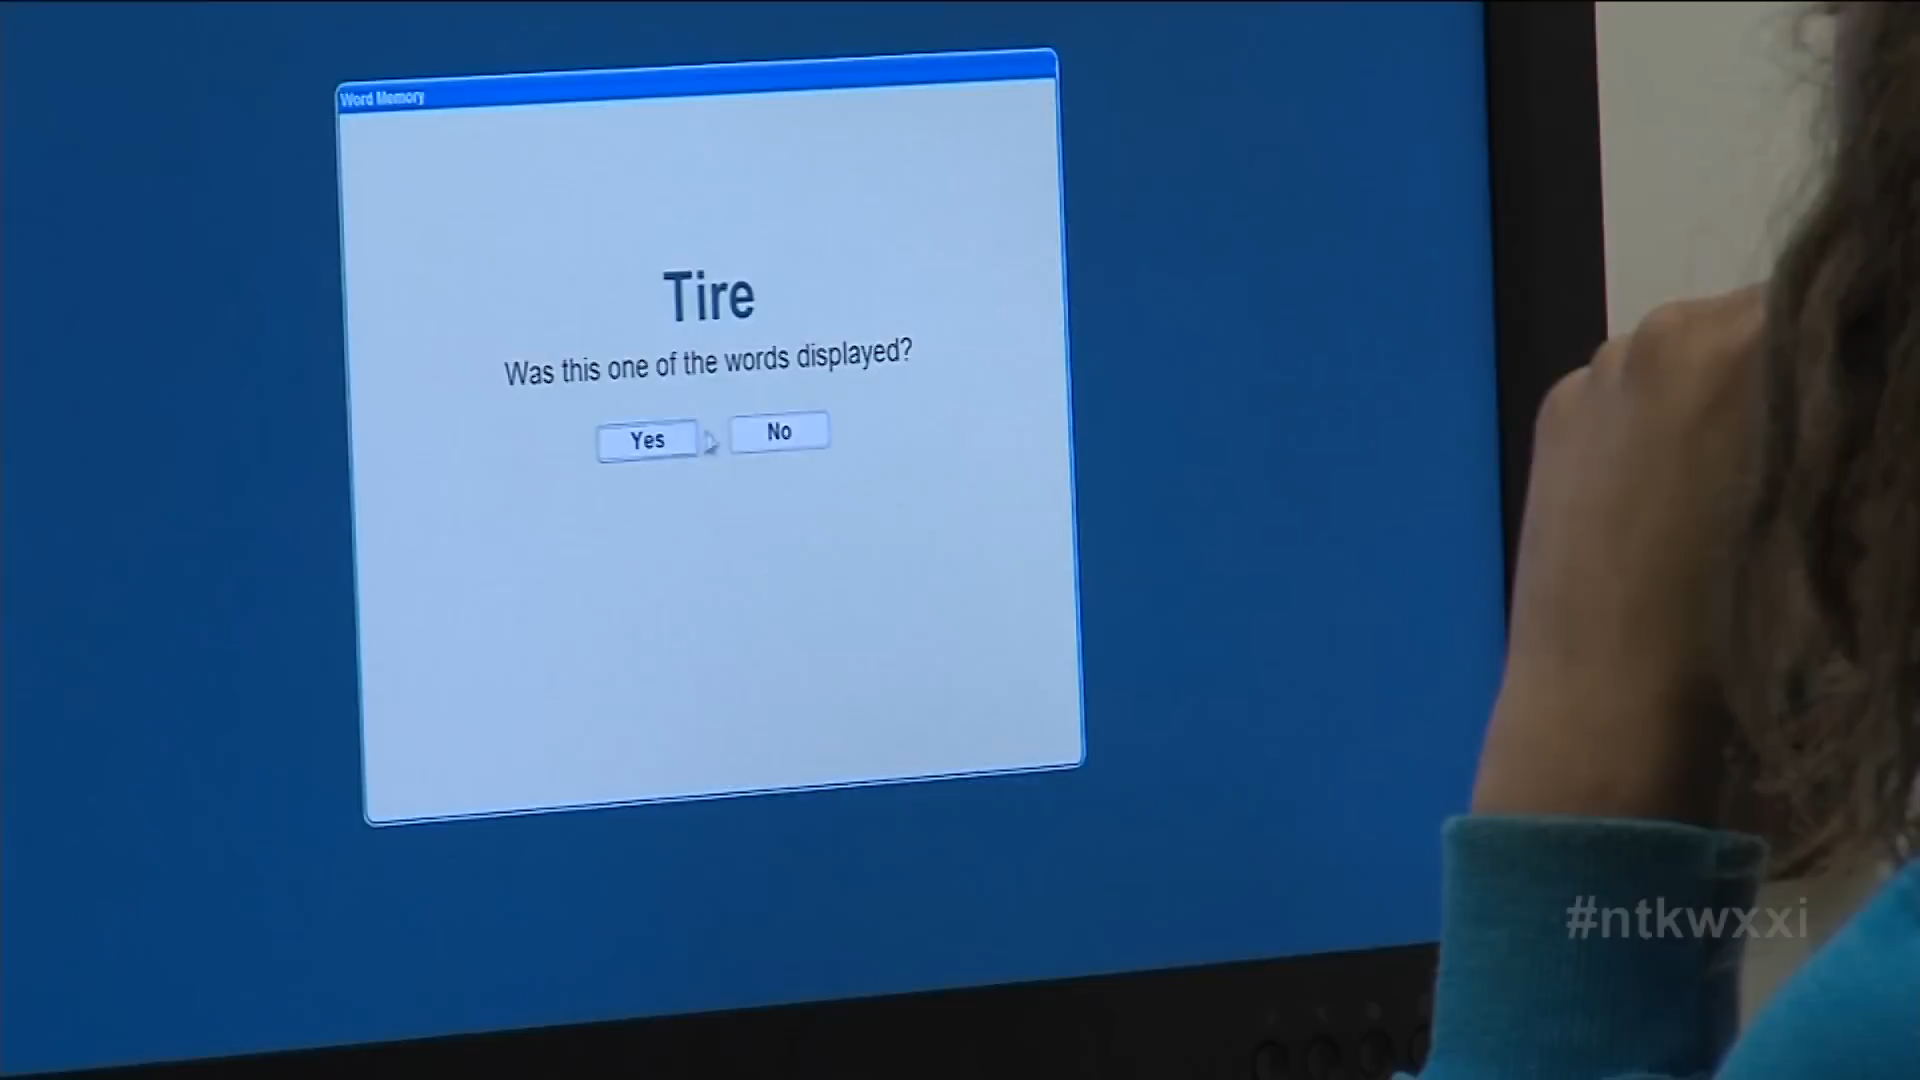 Word Memory
Tire
Was this one of the words displayed?
Yes
No
#ntkwxxi